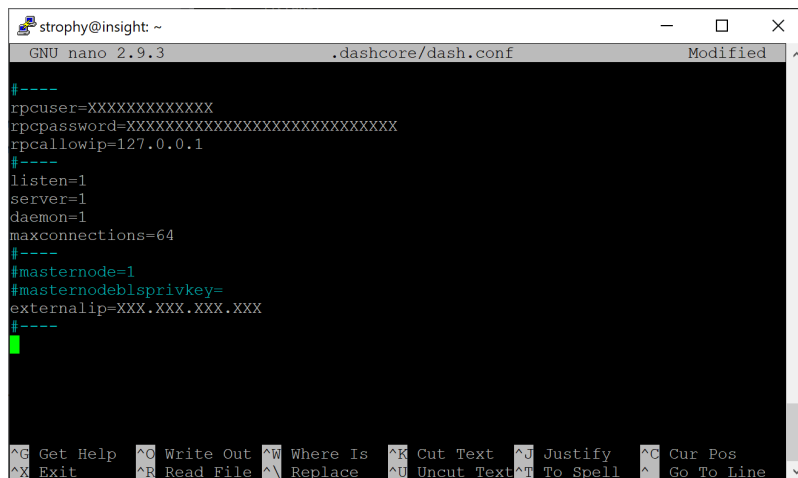 strophy@insight: ~
GNU nano 2.9.3 .dashcore/dash.conf Modified
#----
rpcuser=XXXXXXXXXXXXX
rpcpassword=XXXXXXXXXXXXXXXXXXXXXXXXXXXX
rpcallowip=127.0.0.1
#----
listen=1
server=1
daemon=1
maxconnections=64
#----
#masternode=1
#masternodeblsprivkey=
externalip=XXX.XXX.XXX.XXX
#----
^G Get Help ^O Write Out ^W Where Is ^K Cut Text ^J Justify ^C Cur Pos
^X Exit ^R Read File ^\ Replace ^U Uncut Text ^T To Spell ^_ Go To Line